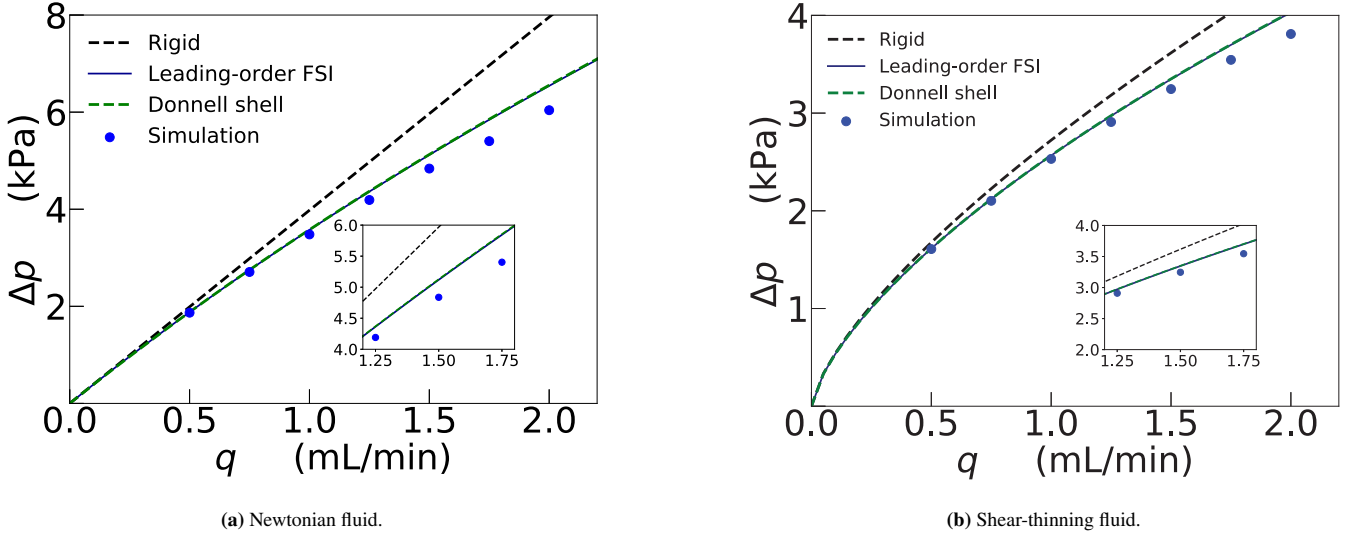 8
6
4
2
Δp (kPa)
Rigid
Leading-order FSI
Donnell shell
Simulation
6.0
5.5
5.0
4.5
4.0
1.25 1.50 1.75
0.0 0.5 1.0 1.5 2.0
q (mL/min)
(a) Newtonian fluid.
4
3
2
1
Δp (kPa)
Rigid
Leading-order FSI
Donnell shell
Simulation
4.0
3.5
3.0
2.5
2.0
1.25 1.50 1.75
0.0 0.5 1.0 1.5 2.0
q (mL/min)
(b) Shear-thinning fluid.